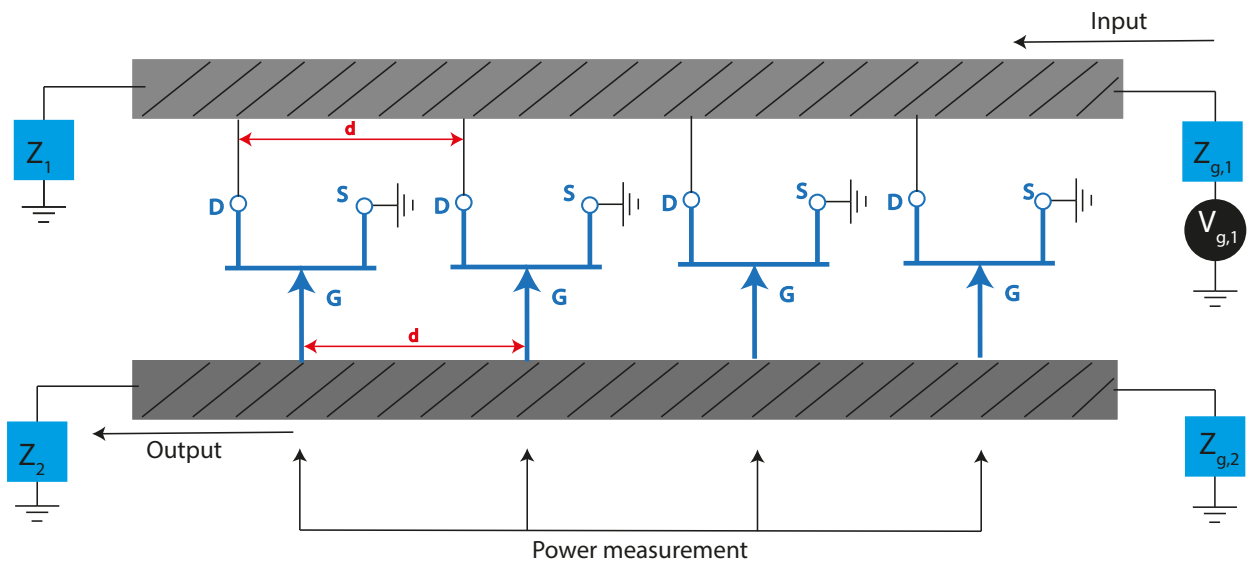 Input
Z1
d
Zg,1
D
S
D
S
D
S
D
S
Vg,1
G
G
G
G
d
Z2
Output
Zg,2
Power measurement